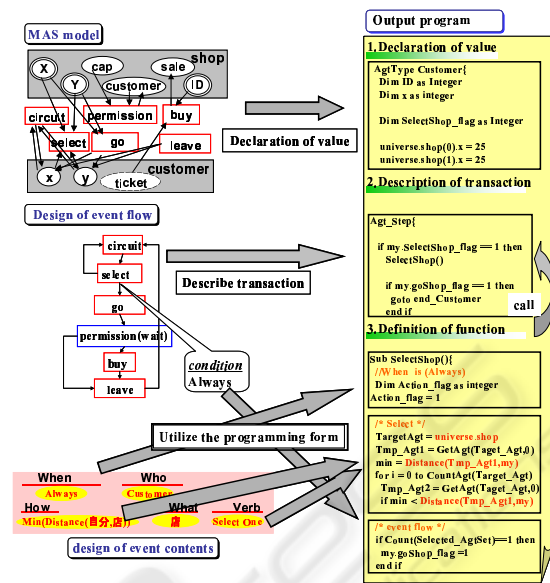 MAS model
shop
X
cap
sale
Y
customer
ID
circuit
permission
buy
select
go
leave
customer
x
y
ticket
Declaration of value
Design of event flow
circuit
select
go
permission(wait)
buy
leave
Describe transaction
condition
Always
Utilize the programming form
When
Always
Who
Customer
How
Min(Distance(自分,店)
What
店
Verb
Select One
design of event contents
Output program
1.Declaration of value
AgtType Customer{
Dim ID as Integer
Dim x as integer
Dim SelectShop_flag as Integer
universe.shop(0).x = 25
universe.shop(1).x = 25
2.Description of transaction
Agt_Step{
if my.SelectShop_flag == 1 then
SelectShop()
if my.goShop_flag == 1 then
goto end_Customer
end if
call
3.Definition of function
Sub SelectShop(){
//When is (Always)
Dim Action_flag as integer
Action_flag = 1
/* Select */
TargetAgt = universe.shop
Tmp_Agt1 = GetAgt(Taget_Agt,0)
min = Distance(Tmp_Agt1,my)
for i = 0 to CountAgt(Target_Agt)
Tmp_Agt2 = GetAgt(Taget_Agt,0)
if min < Distance(Tmp_Agt1,my)
/* event flow */
if Count(Selected_AgtSet)==1 then
my.goShop_flag =1
end if